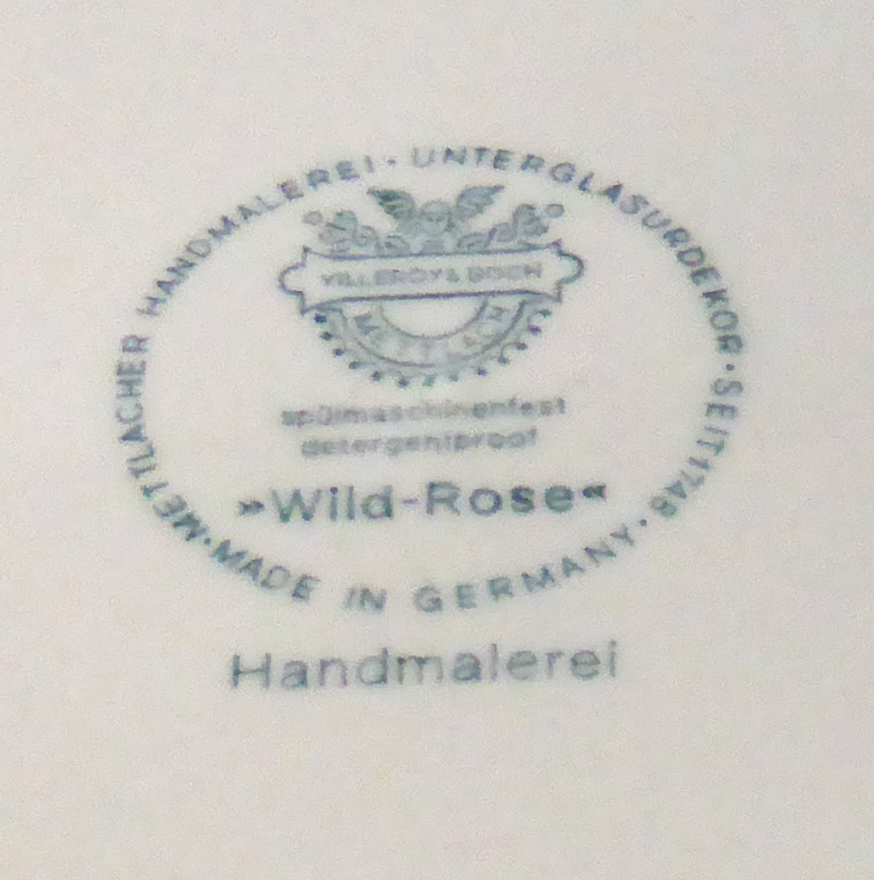 METTLACHER HANDMALEREI · UNTERGLASURDEKOR · SEIT 1748 · MADE IN GERMANY ·
VILLEROY & BOCH
METTLACH
spülmaschinenfest
detergentproof
»Wild-Rose«
Handmalerei